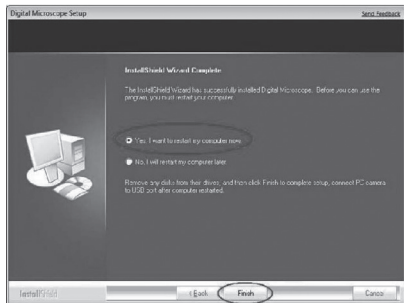 Digital Microscope Setup
Send Feedback
InstallShield Wizard Complete
The InstallShield Wizard has successfully installed Digital Microscope. Before you can use the
program, you must restart your computer.
Yes, I want to restart my computer now.
No, I will restart my computer later.
Remove any disks from their drives, and then click Finish to complete setup, connect PC camera
to USB port after computer restarted.
InstallShield
< Back
Finish
Cancel